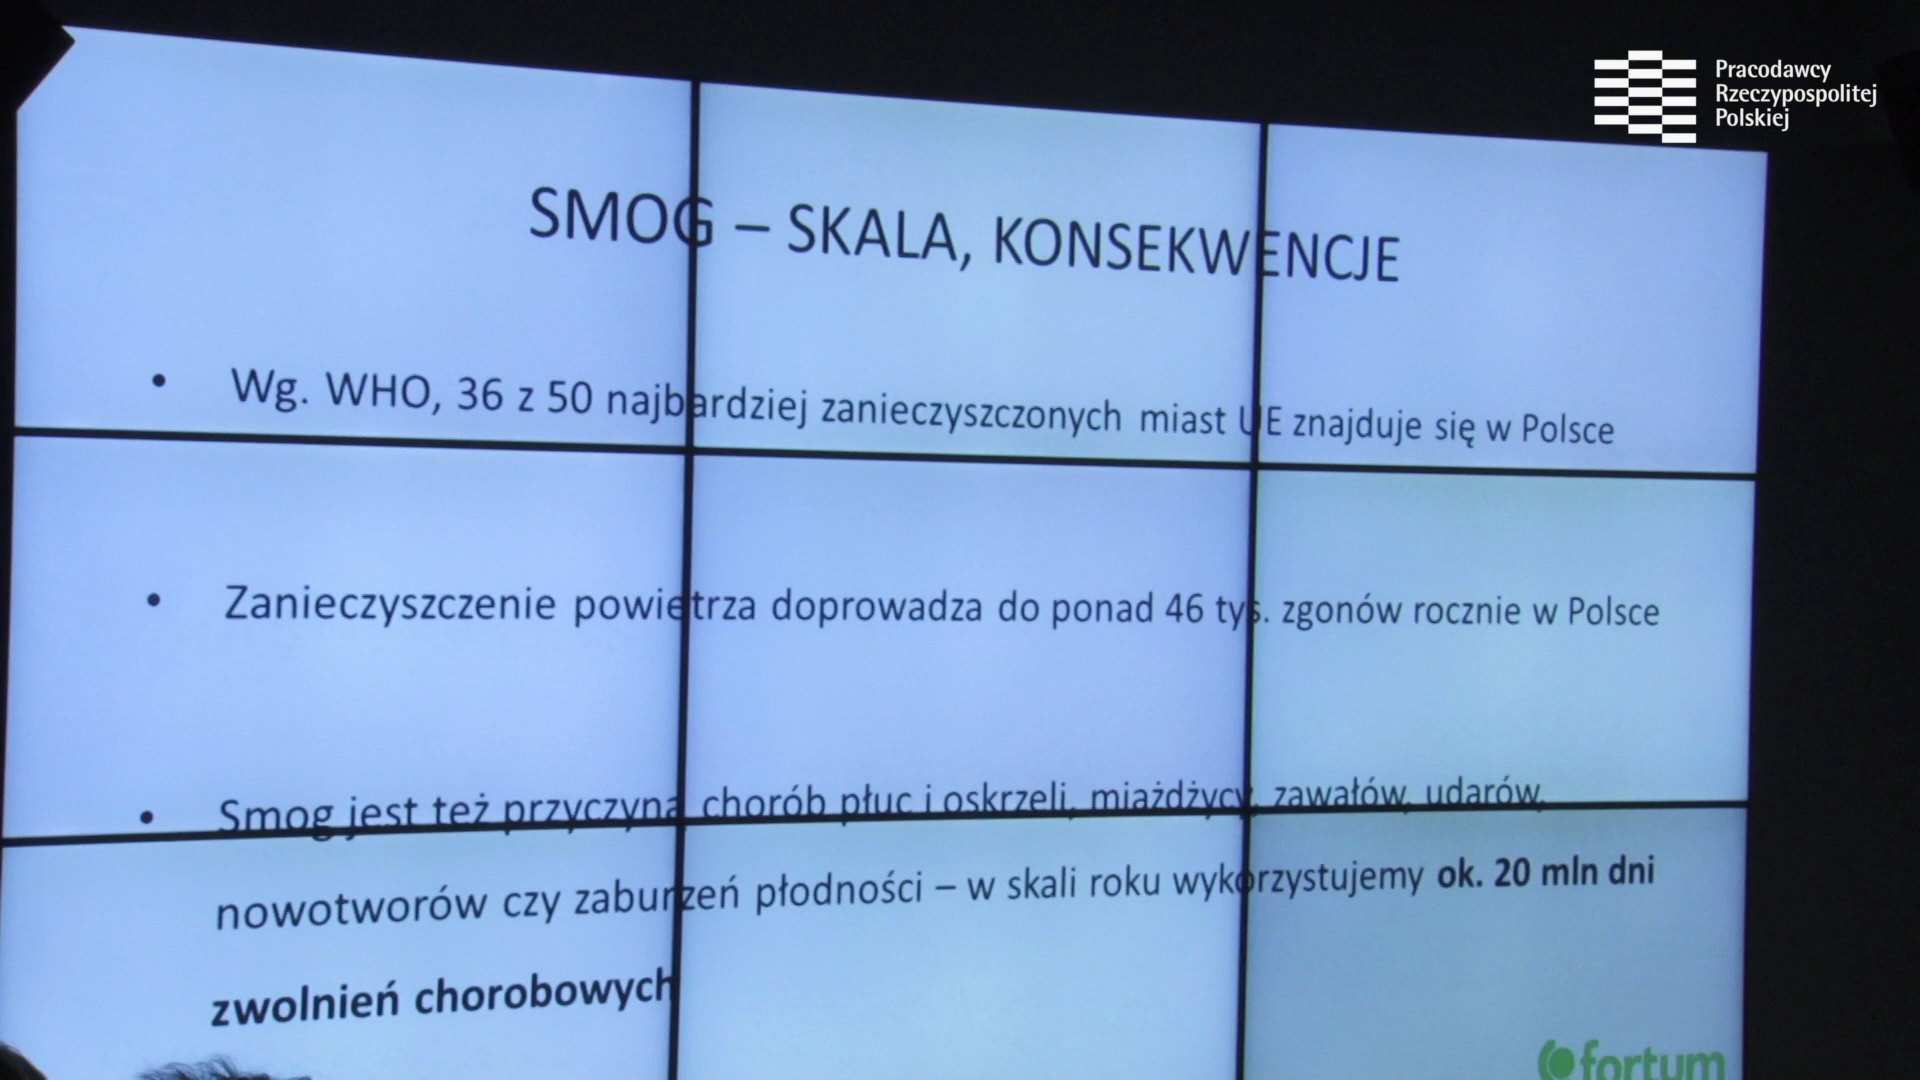 Pracodawcy
Rzeczypospolitej
Polskiej
SMOG – SKALA, KONSEKWENCJE
• Wg. WHO, 36 z 50 najbardziej zanieczyszczonych miast UE znajduje się w Polsce
• Zanieczyszczenie powietrza doprowadza do ponad 46 tys. zgonów rocznie w Polsce
• Smog jest też przyczyną chorób płuc i oskrzeli, miażdżycy, zawałów, udarów,
nowotworów czy zaburzeń płodności – w skali roku wykorzystujemy ok. 20 mln dni
zwolnień chorobowych
fortum